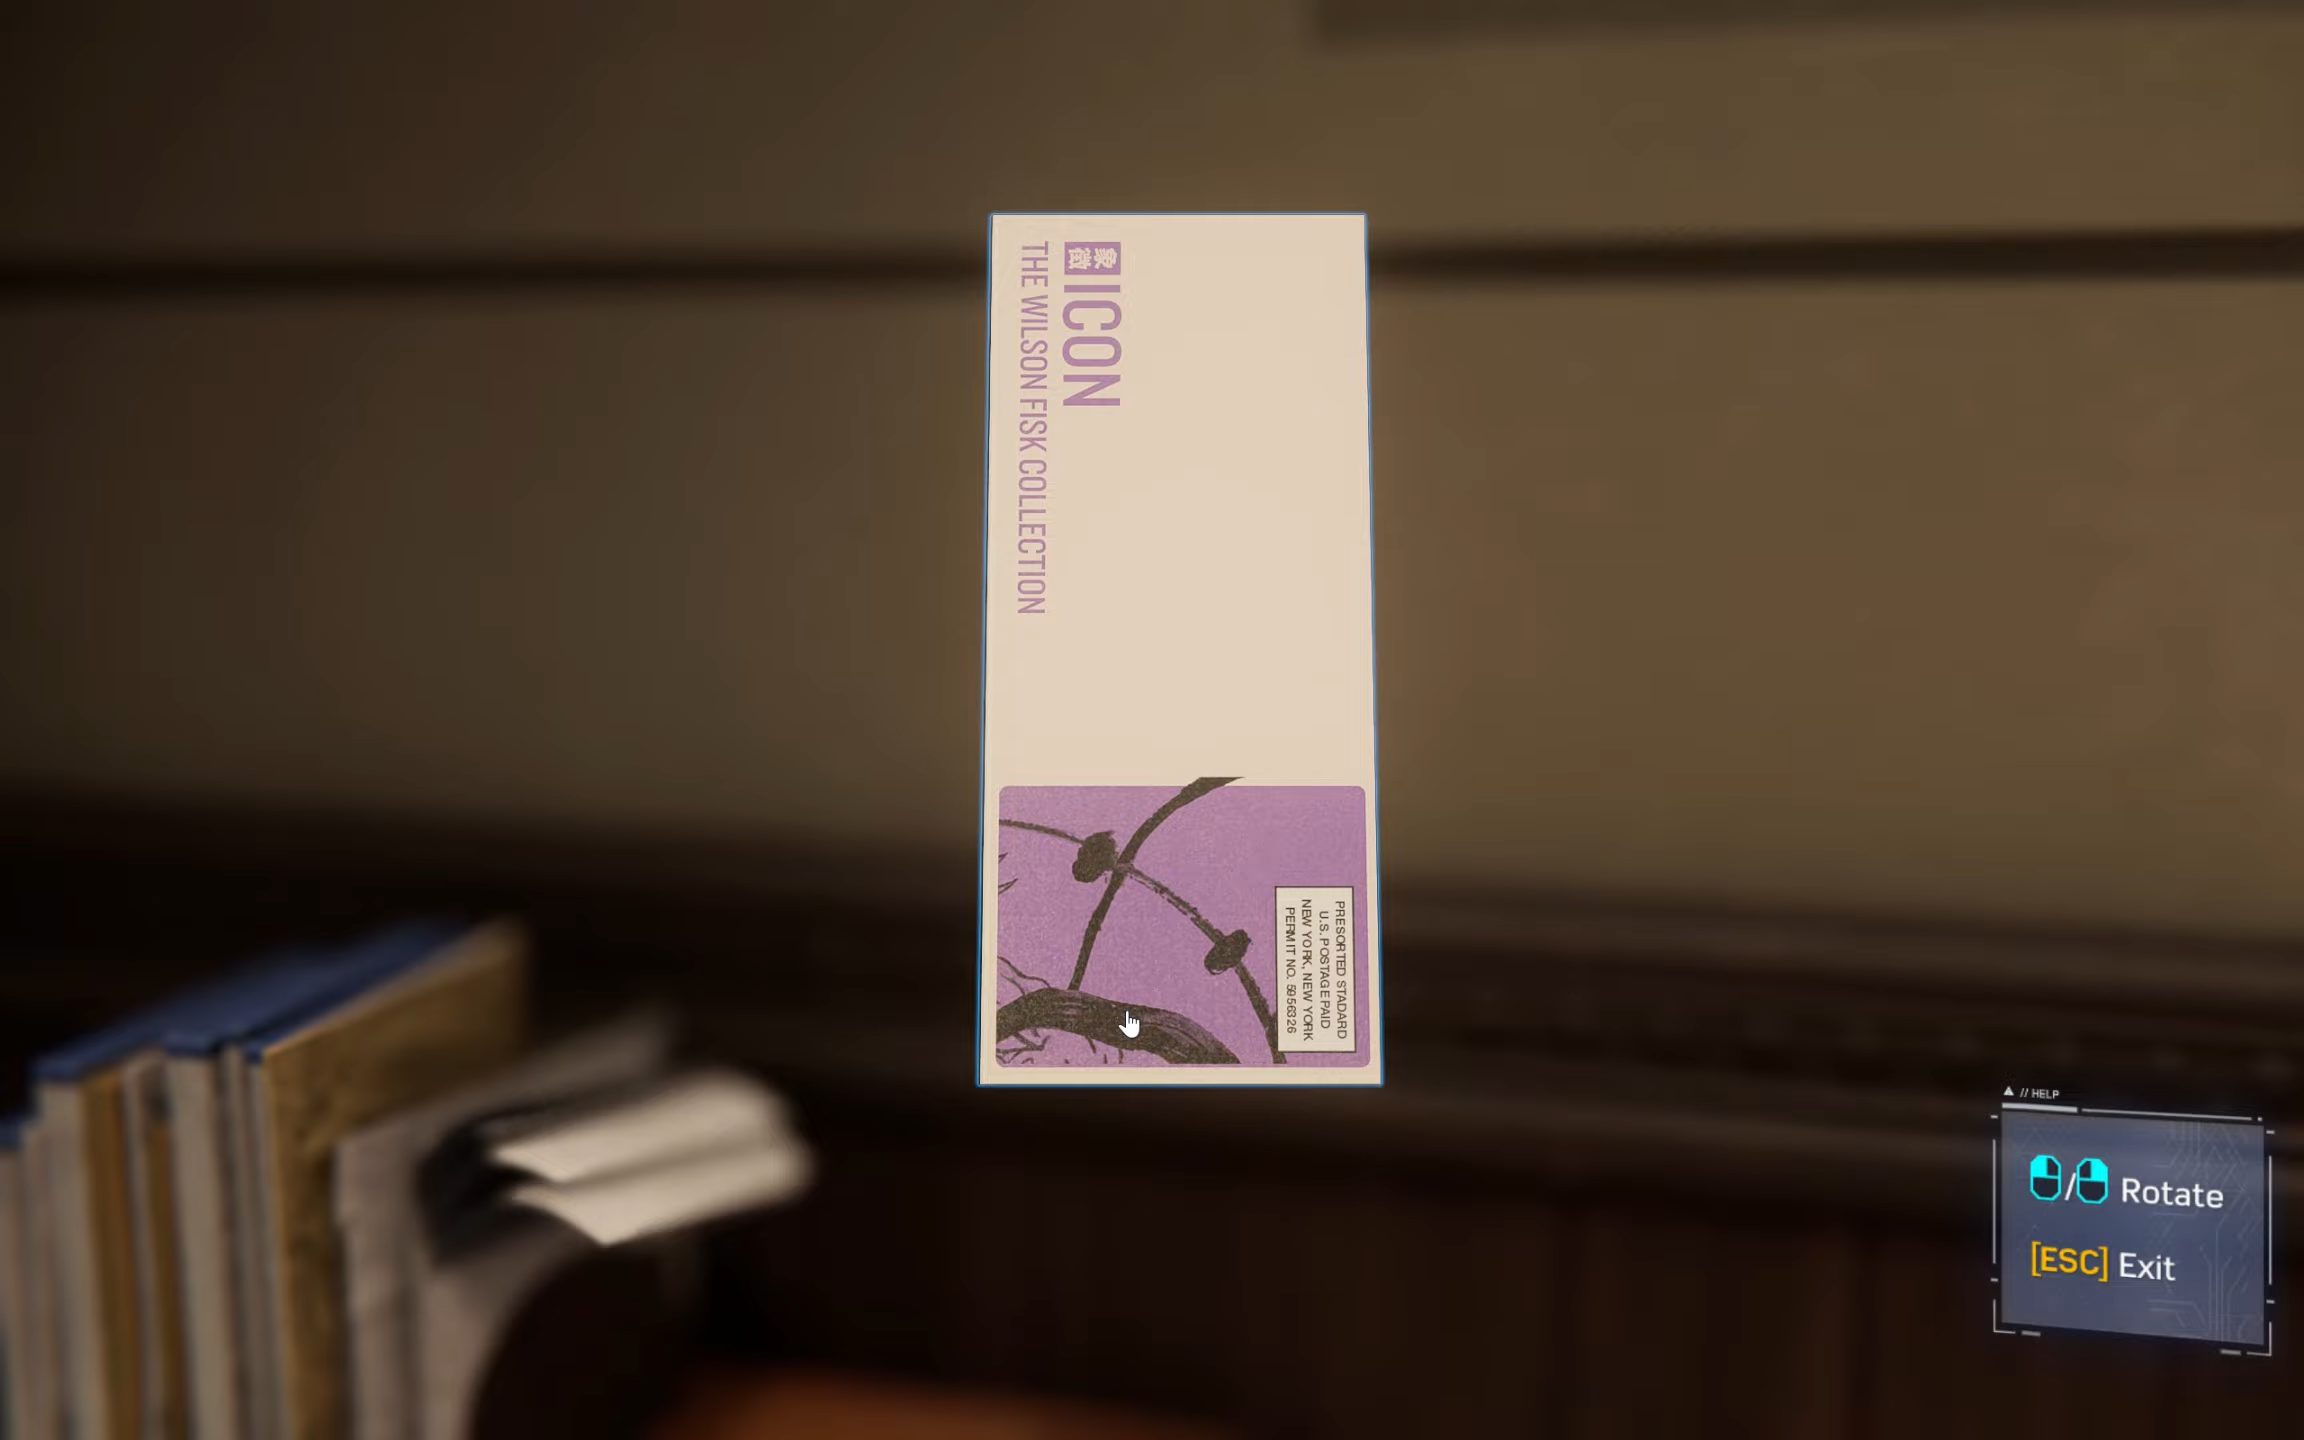 象徵
ICON
THE WILSON FISK COLLECTION
PRESORTED STADARD
U.S. POSTAGE PAID
NEW YORK, NEW YORK
PERMIT NO. 5956326
// HELP
/ Rotate
[ESC] Exit